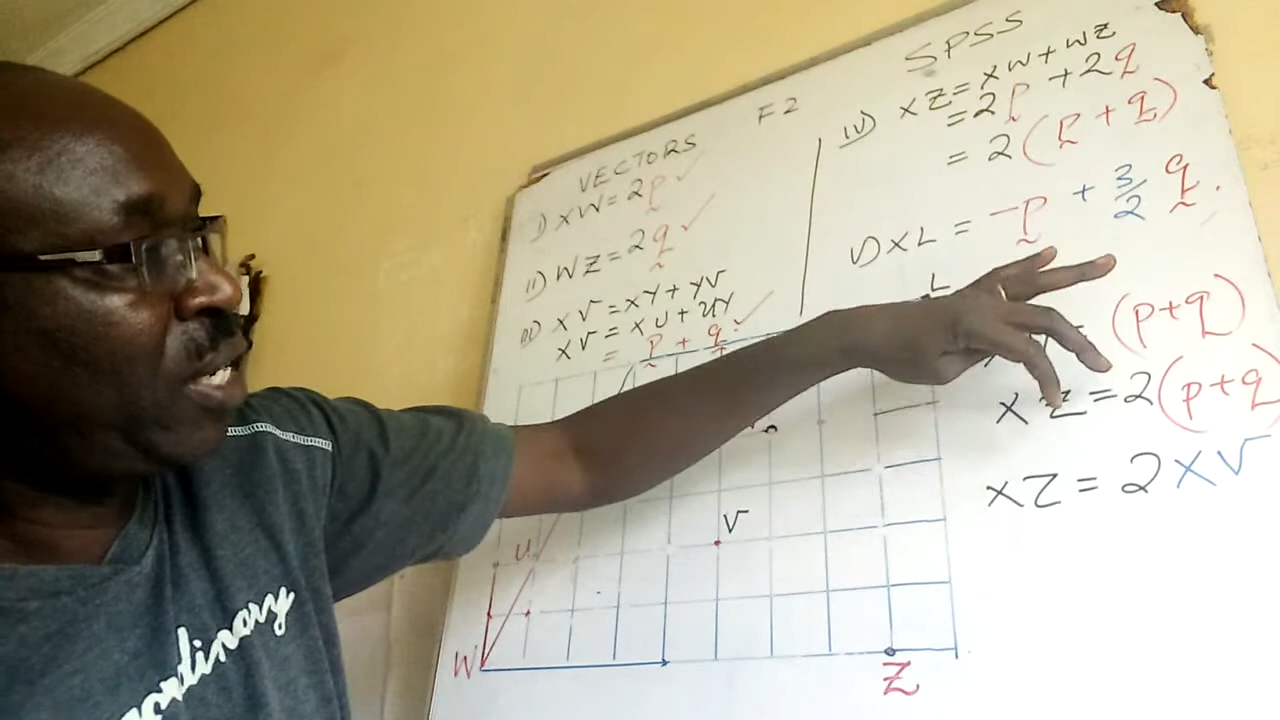 SPSS
F2
VECTORS
I) XW = 2p ✓
II) WZ = 2q ✓
III) XV = XY + YV
XV = XU + UY
= p + q ✓
IV) XZ = XW + WZ
= 2p + 2q
= 2(p + q)
V) XL = -p + 3/2 q.
L
(p+q)
XZ = 2(p+q)
XZ = 2XV
U
V
W
Z
ordinary